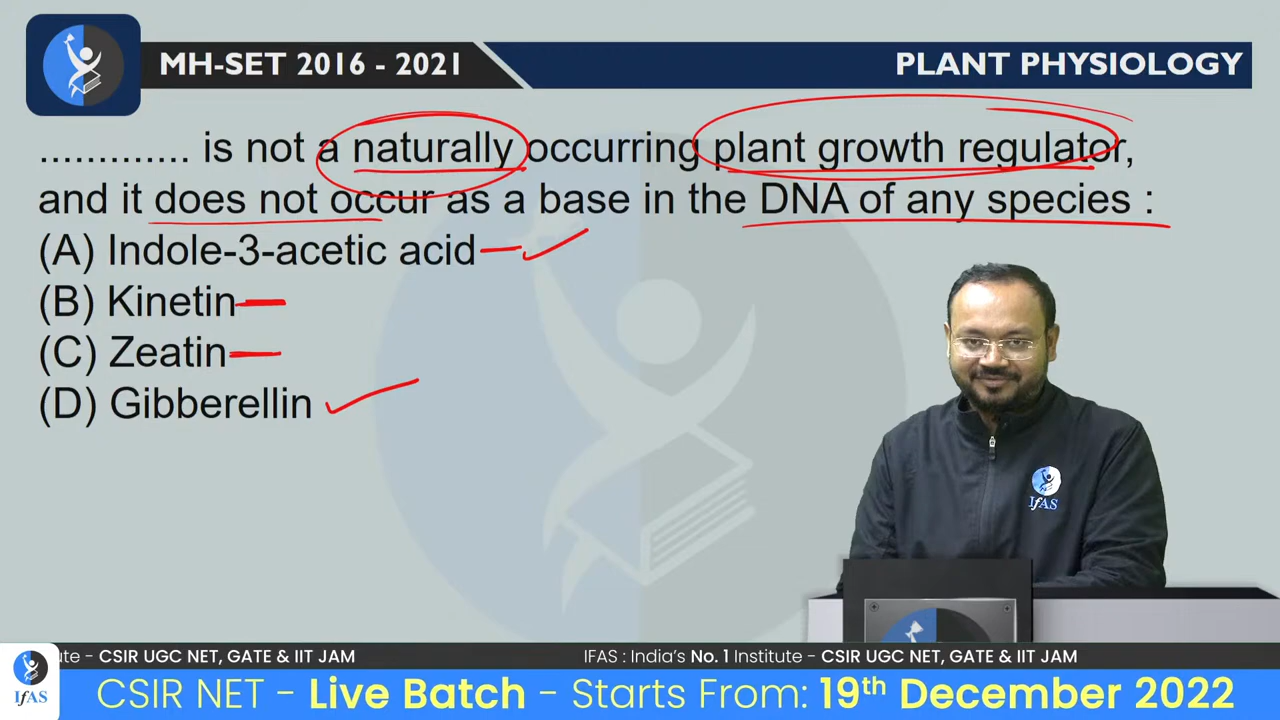 MH-SET 2016 - 2021
PLANT PHYSIOLOGY
............. is not a naturally occurring plant growth regulator,
and it does not occur as a base in the DNA of any species :
(A) Indole-3-acetic acid
(B) Kinetin
(C) Zeatin
(D) Gibberellin
IfAS
ute - CSIR UGC NET, GATE & IIT JAM
IFAS : India's No. 1 Institute - CSIR UGC NET, GATE & IIT JAM
IfAS
CSIR NET - Live Batch - Starts From: 19th December 2022